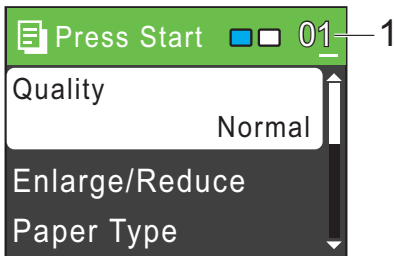 Press Start 01 1
Quality
Normal
Enlarge/Reduce
Paper Type